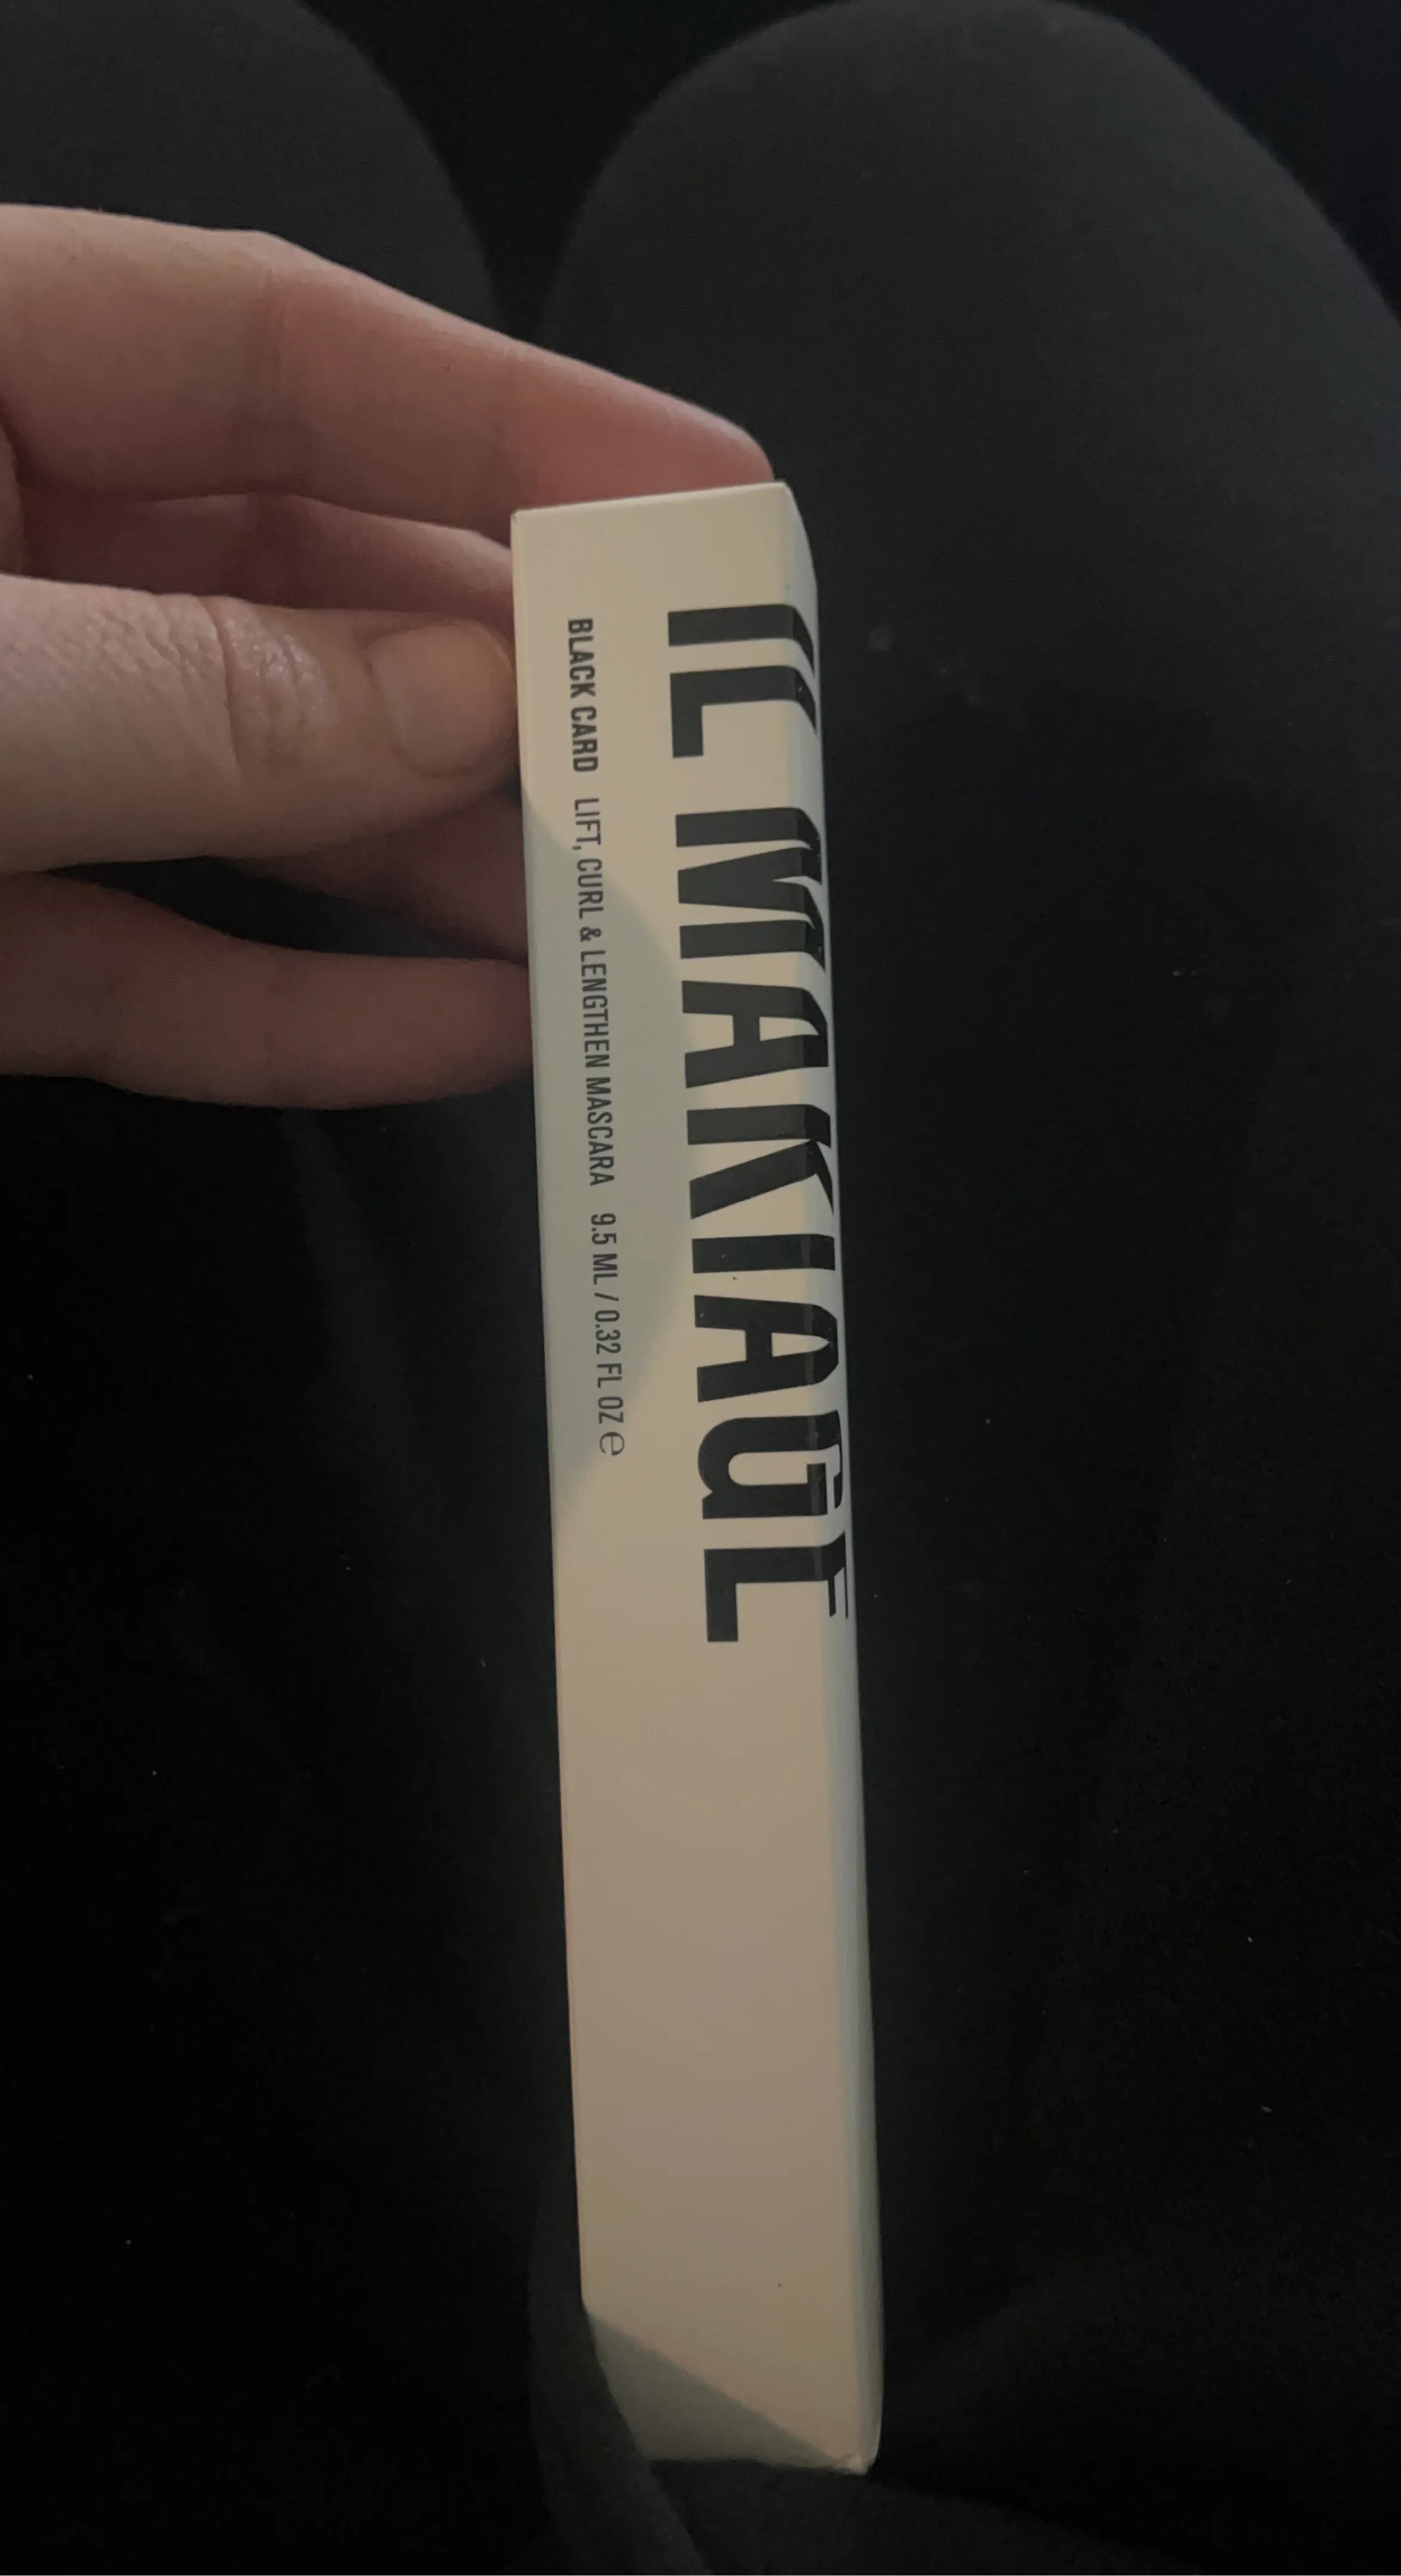 IL MAKIAGE
BLACK CARD LIFT, CURL & LENGTHEN MASCARA 9.5 ML / 0.32 FL OZ ℮